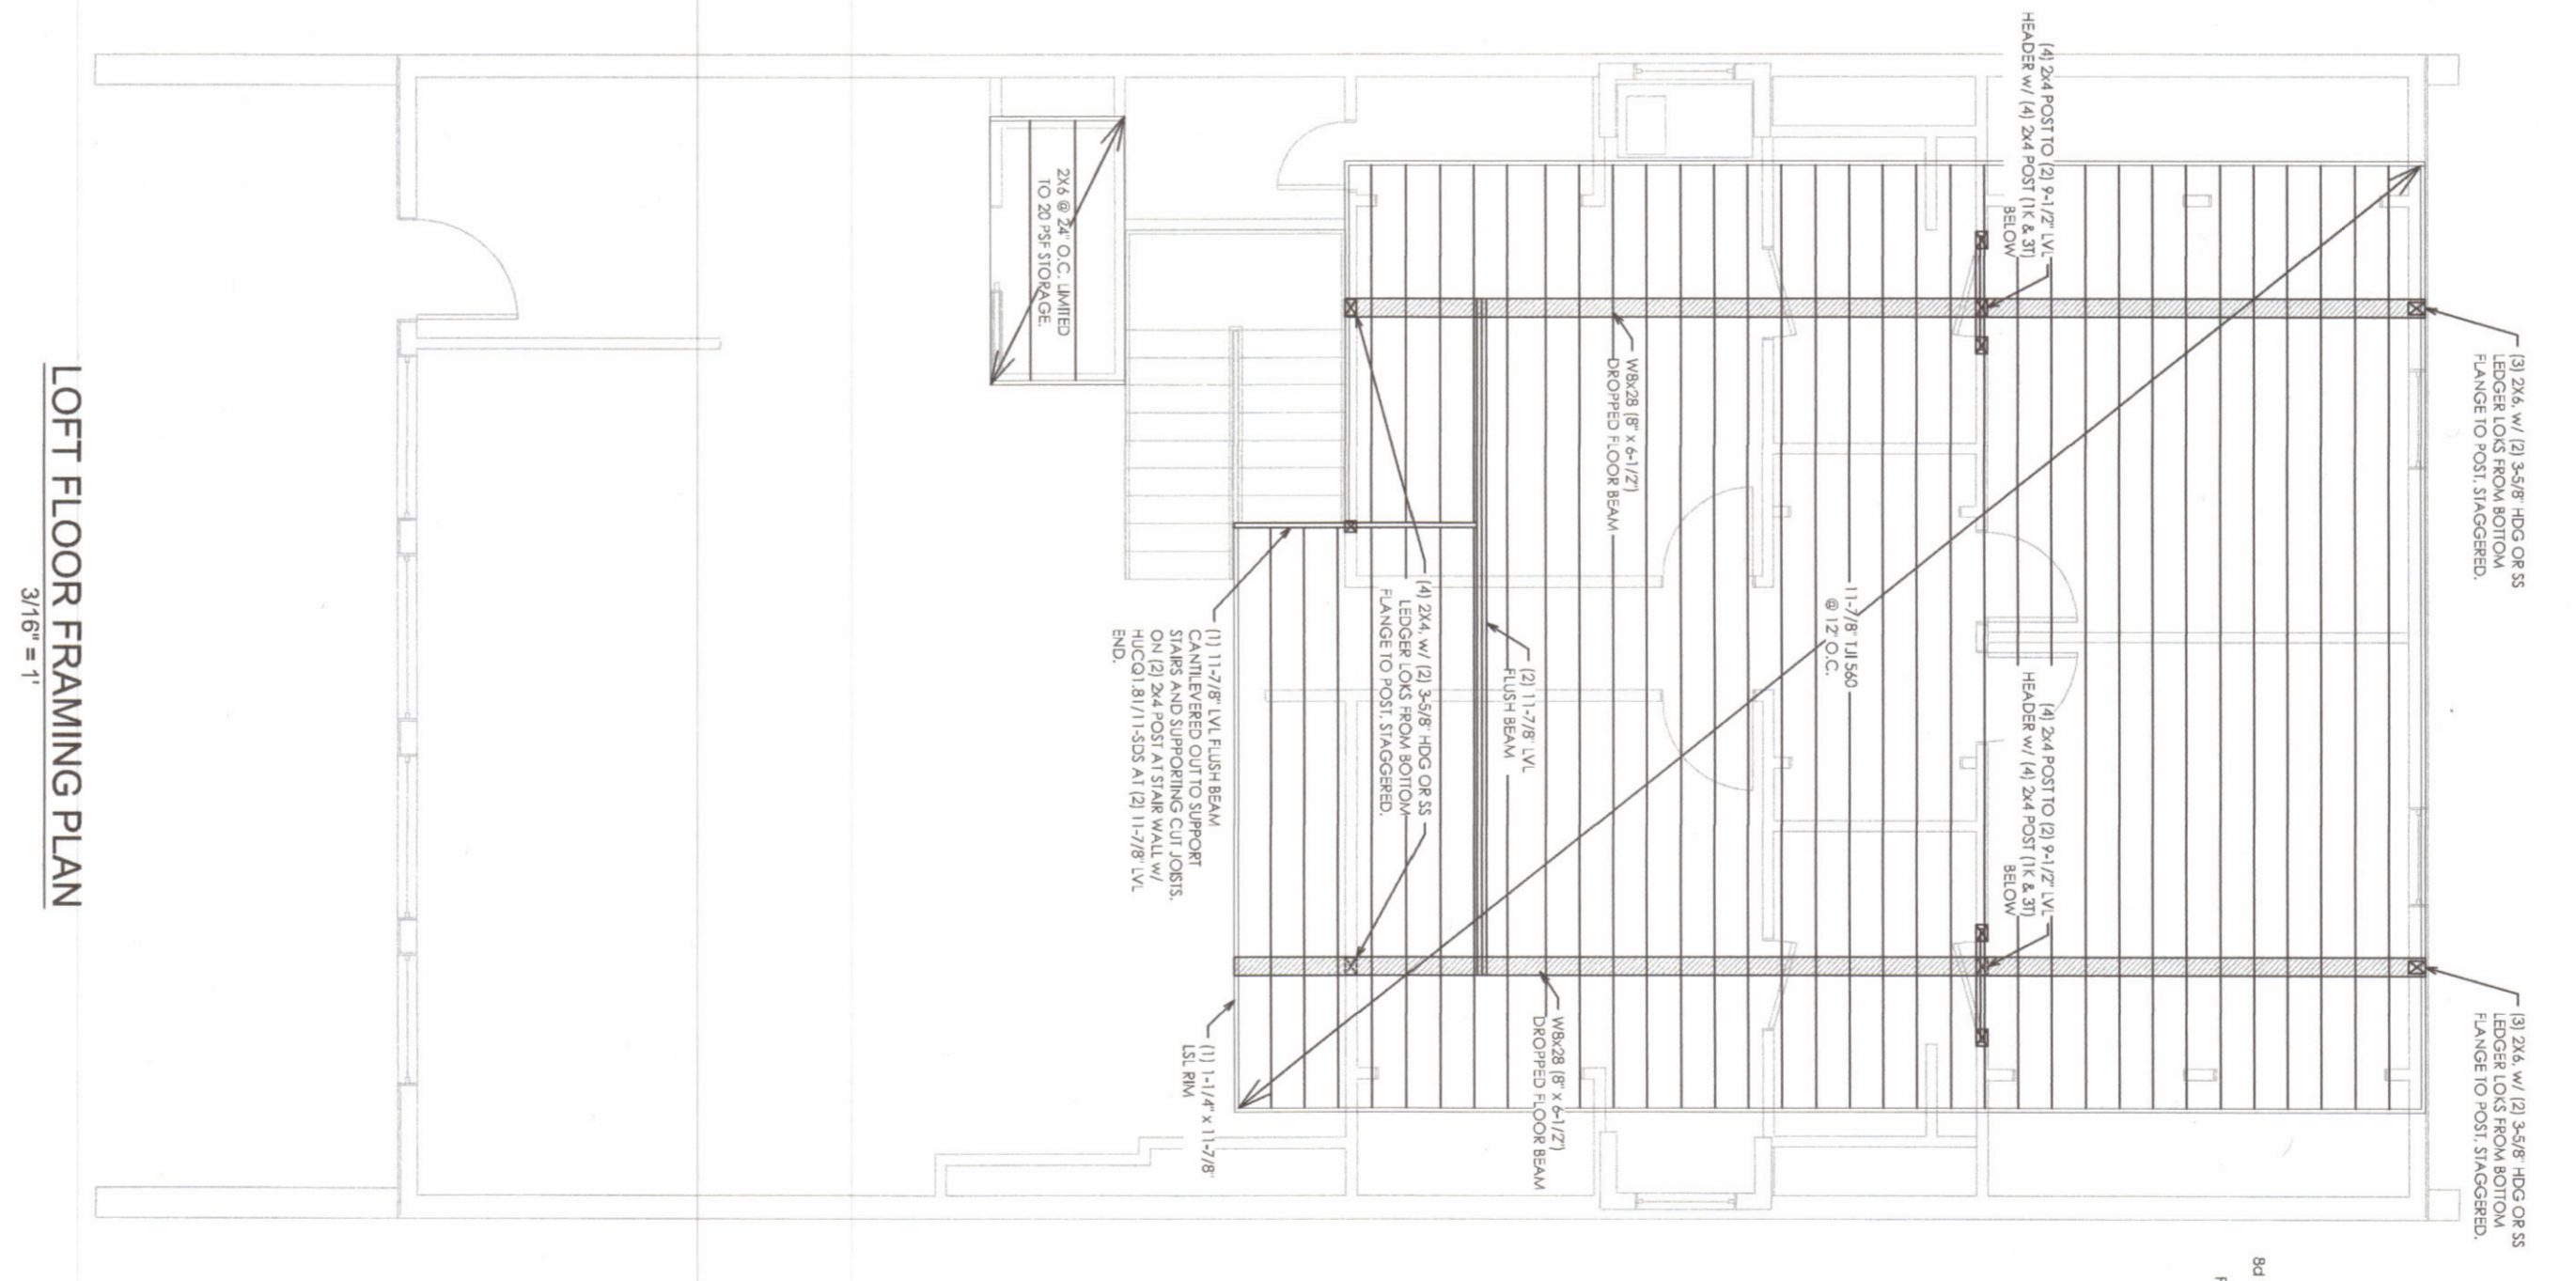 (3) 2X6, w/ (2) 3-5/8" HDG OR SS
LEDGER LOKS FROM BOTTOM
FLANGE TO POST, STAGGERED.
(3) 2X6, w/ (2) 3-5/8" HDG OR SS
LEDGER LOKS FROM BOTTOM
FLANGE TO POST, STAGGERED.
8d
(4) 2x4 POST TO (2) 9-1/2" LVL
HEADER w/ (4) 2x4 POST (1K & 3T)
BELOW
(4) 2x4 POST TO (2) 9-1/2" LVL
HEADER w/ (4) 2x4 POST (1K & 3T)
BELOW
11-7/8" TJI 560
@ 12" O.C.
W8x28 (8" x 6-1/2")
DROPPED FLOOR BEAM
W8x28 (8" x 6-1/2")
DROPPED FLOOR BEAM
(2) 11-7/8" LVL
FLUSH BEAM
(4) 2X4, w/ (2) 3-5/8" HDG OR SS
LEDGER LOKS FROM BOTTOM
FLANGE TO POST, STAGGERED.
(1) 11-7/8" LVL FLUSH BEAM
CANTILEVERED OUT TO SUPPORT
STAIRS AND SUPPORTING CUT JOISTS.
ON (2) 2x4 POST AT STAIR WALL w/
HUCQ1.81/11-SDS AT (2) 11-7/8" LVL
END.
(1) 1-1/4" x 11-7/8"
LSL RIM
2X6 @ 24" O.C. LIMITED
TO 20 PSF STORAGE.
LOFT FLOOR FRAMING PLAN
3/16" = 1'